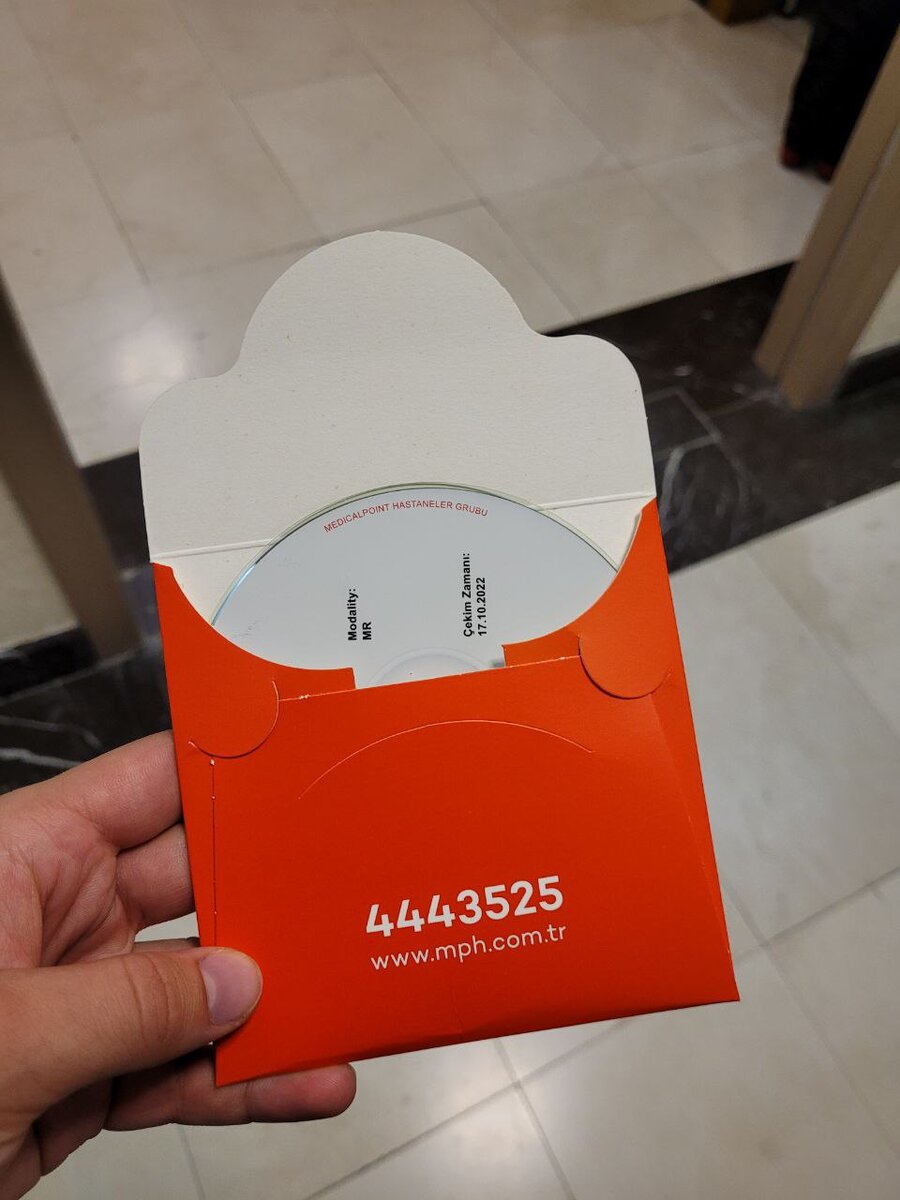 MEDICALPOINT HASTANELER GRUBU
Modality:
MR
Çekim Zamanı:
17.10.2022
4443525
www.mph.com.tr